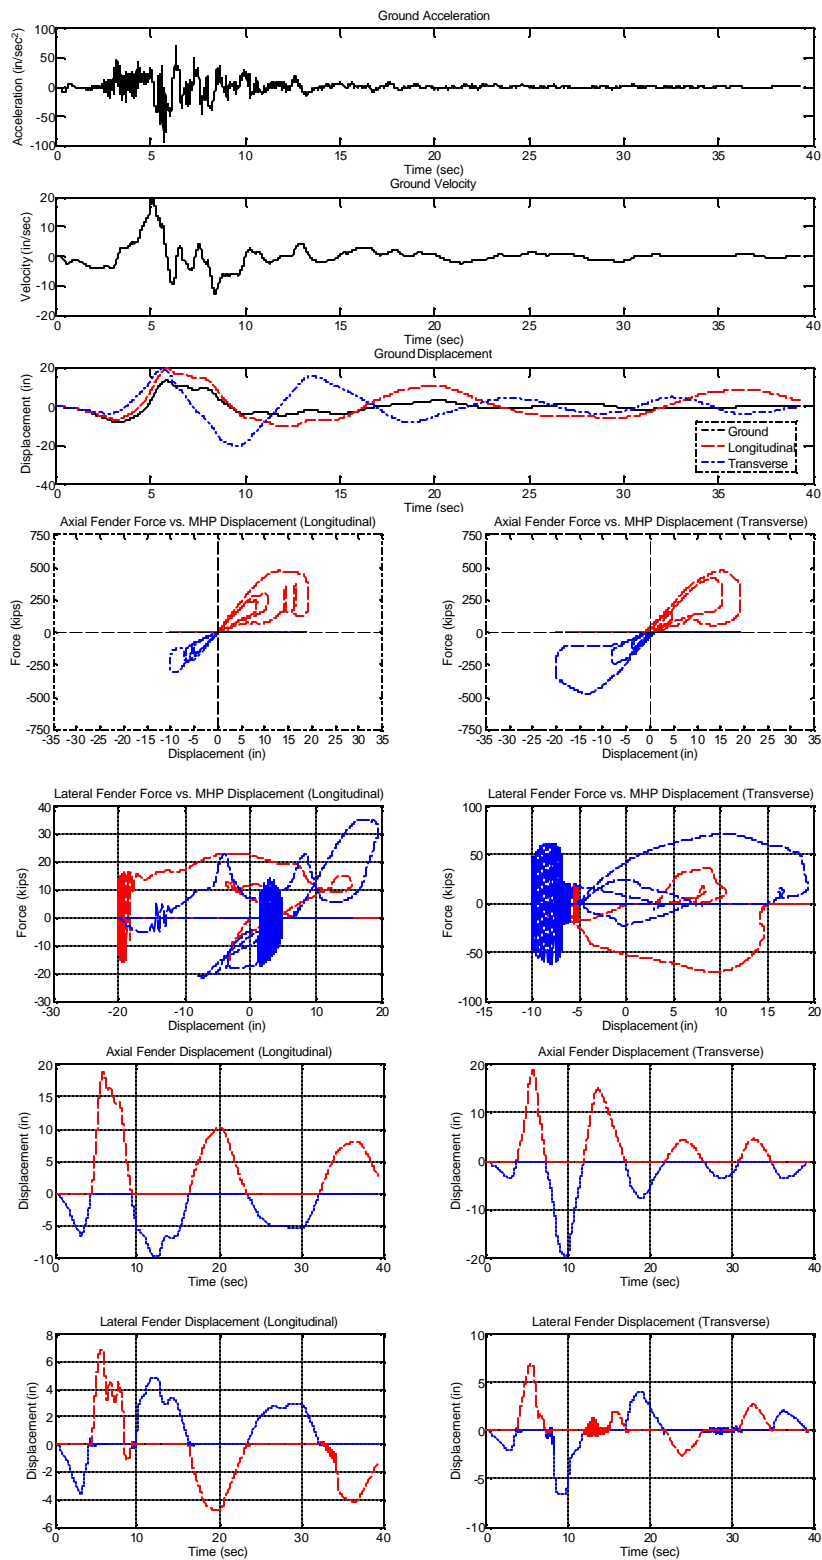 Ground Acceleration
Acceleration (in/sec²)
100
50
0
-50
-100
0 5 10 15 20 25 30 35 40
Time (sec)
Ground Velocity
Velocity (in/sec)
20
10
0
-10
-20
0 5 10 15 20 25 30 35 40
Time (sec)
Ground Displacement
Displacement (in)
20
0
-20
-40
Ground
Longitudinal
Transverse
0 5 10 15 20 25 30 35 40
Time (sec)
Axial Fender Force vs. MHP Displacement (Longitudinal)
Force (kips)
750
500
250
0
-250
-500
-750
-35 -30 -25 -20 -15 -10 -5 0 5 10 15 20 25 30 35
Displacement (in)
Axial Fender Force vs. MHP Displacement (Transverse)
Force (kips)
750
500
250
0
-250
-500
-750
-35 -30 -25 -20 -15 -10 -5 0 5 10 15 20 25 30 35
Displacement (in)
Lateral Fender Force vs. MHP Displacement (Longitudinal)
Force (kips)
40
30
20
10
0
-10
-20
-30
-20 -10 0 10 20
Displacement (in)
Lateral Fender Force vs. MHP Displacement (Transverse)
Force (kips)
100
50
0
-50
-100
-15 -10 -5 0 5 10 15 20
Displacement (in)
Axial Fender Displacement (Longitudinal)
Displacement (in)
20
15
10
5
0
-5
-10
0 10 20 30 40
Time (sec)
Axial Fender Displacement (Transverse)
Displacement (in)
20
10
0
-10
-20
0 10 20 30 40
Time (sec)
Lateral Fender Displacement (Longitudinal)
Displacement (in)
8
6
4
2
0
-2
-4
-6
0 10 20 30 40
Time (sec)
Lateral Fender Displacement (Transverse)
Displacement (in)
10
5
0
-5
-10
0 10 20 30 40
Time (sec)